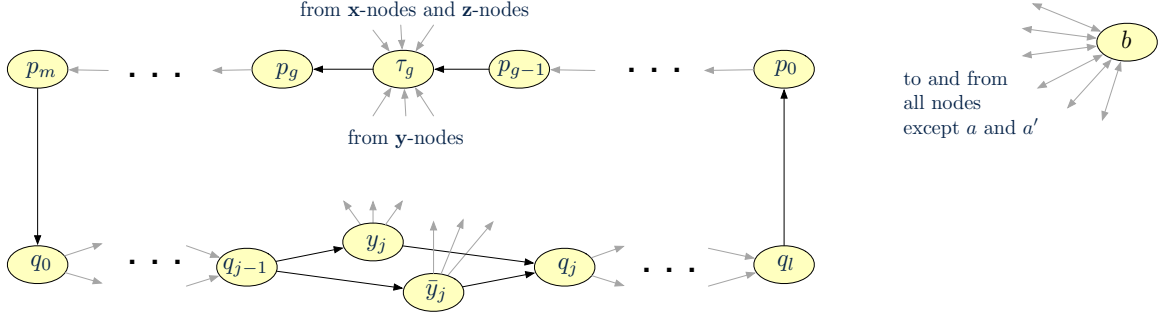 from x-nodes and z-nodes
p_m . . . p_g τ_g p_{g−1} . . . p_0 b
to and from
all nodes
except a and a′
from y-nodes
y_j
q_0 . . . q_{j−1} q_j . . . q_l
ȳ_j